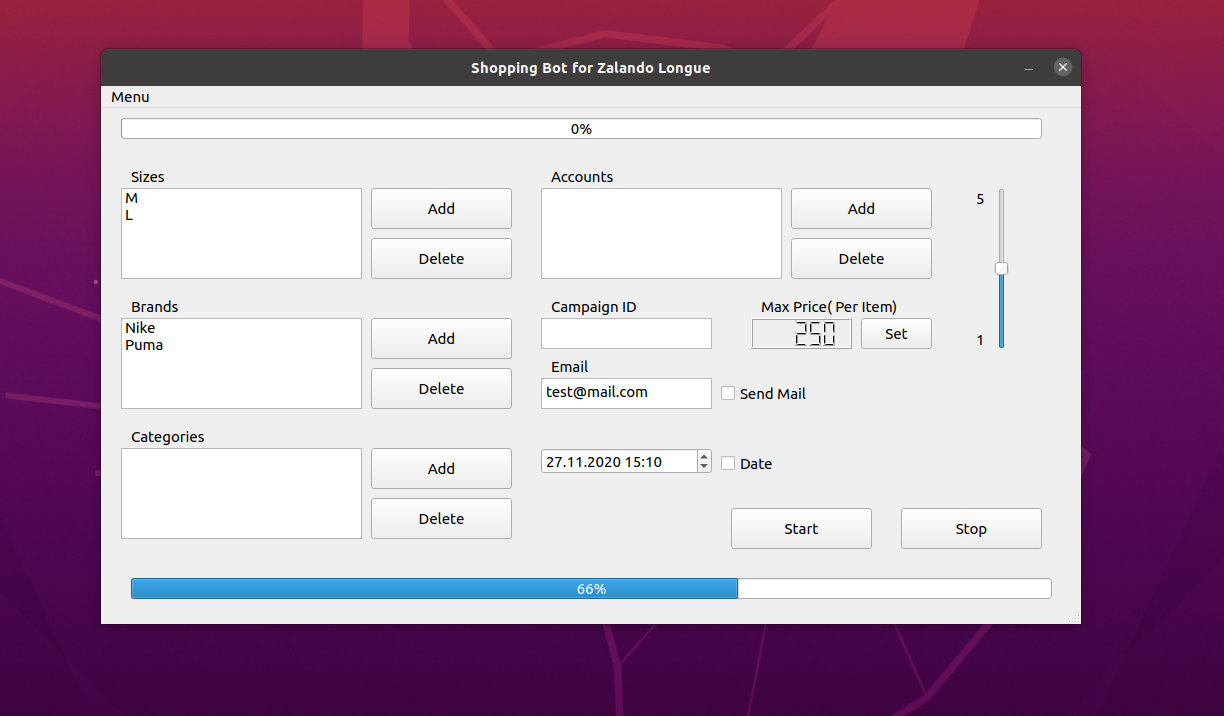 Shopping Bot for Zalando Longue
Menu
0%
Sizes
M
L
Add
Delete
Accounts
Add
Delete
5
1
Brands
Nike
Puma
Add
Delete
Campaign ID
Max Price( Per Item)
250
Set
Email
test@mail.com
Send Mail
Categories
Add
Delete
27.11.2020 15:10
Date
Start
Stop
66%